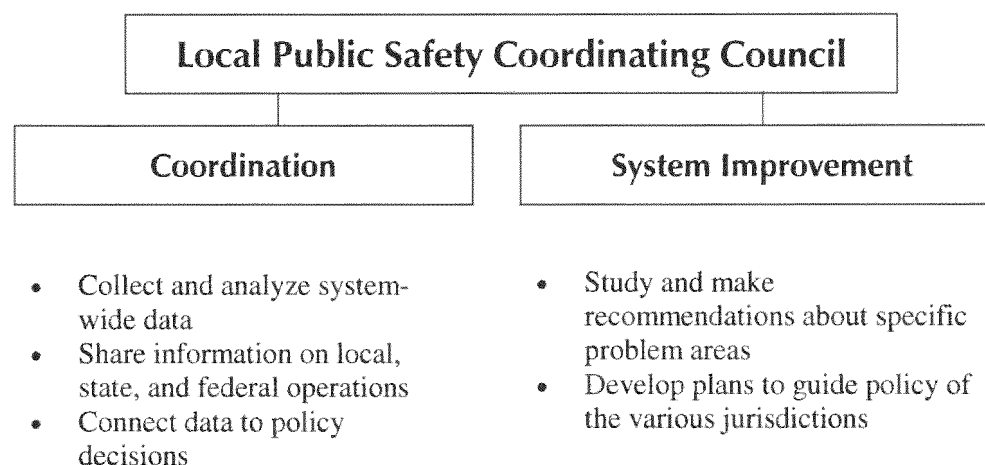 Local Public Safety Coordinating Council
Coordination
• Collect and analyze system-
wide data
• Share information on local,
state, and federal operations
• Connect data to policy
decisions
System Improvement
• Study and make
recommendations about specific
problem areas
• Develop plans to guide policy of
the various jurisdictions